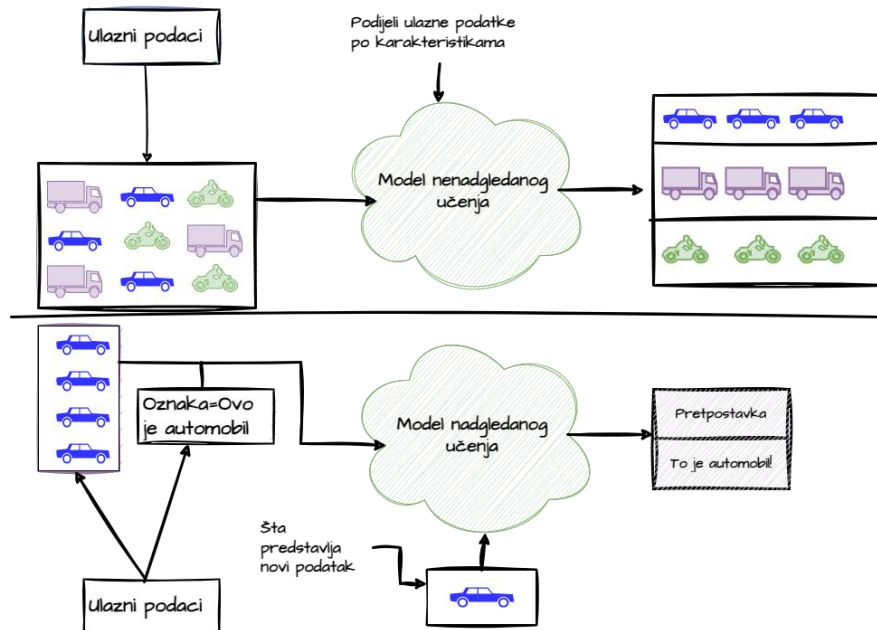 Ulazni podaci
Podijeli ulazne podatke
po karakteristikama
Model nenadgledanog
učenja
Oznaka=Ovo
je automobil
Model nadgledanog
učenja
Pretpostavka
To je automobil!
Šta
predstavlja
novi podatak
Ulazni podaci